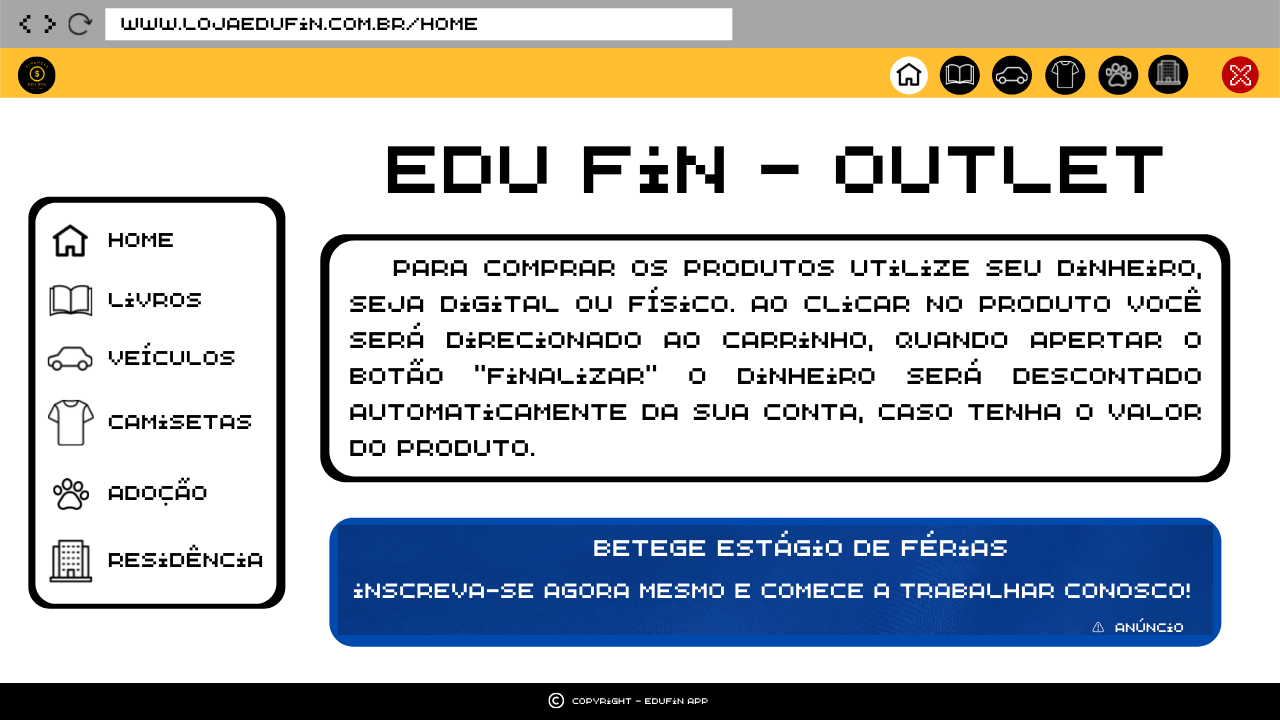 WWW.LOJAEDUFiN.COM.BR/HOME
EDU FiN - OUTLET
HOME
LiVROS
VEÍCULOS
CAMiSETAS
ADOÇÃO
RESiDÊNCiA
PARA COMPRAR OS PRODUTOS UTiLiZE SEU DiNHEiRO,
SEJA DiGiTAL OU FÍSiCO. AO CLiCAR NO PRODUTO VOCÊ
SERÁ DiRECiONADO AO CARRiNHO, QUANDO APERTAR O
BOTÃO "FiNALiZAR" O DiNHEiRO SERÁ DESCONTADO
AUTOMATiCAMENTE DA SUA CONTA, CASO TENHA O VALOR
DO PRODUTO.
BETEGE ESTÁGiO DE FÉRiAS
iNSCREVA-SE AGORA MESMO E COMECE A TRABALHAR CONOSCO!
⚠ ANÚNCiO
© COPYRiGHT - EDUFiN APP